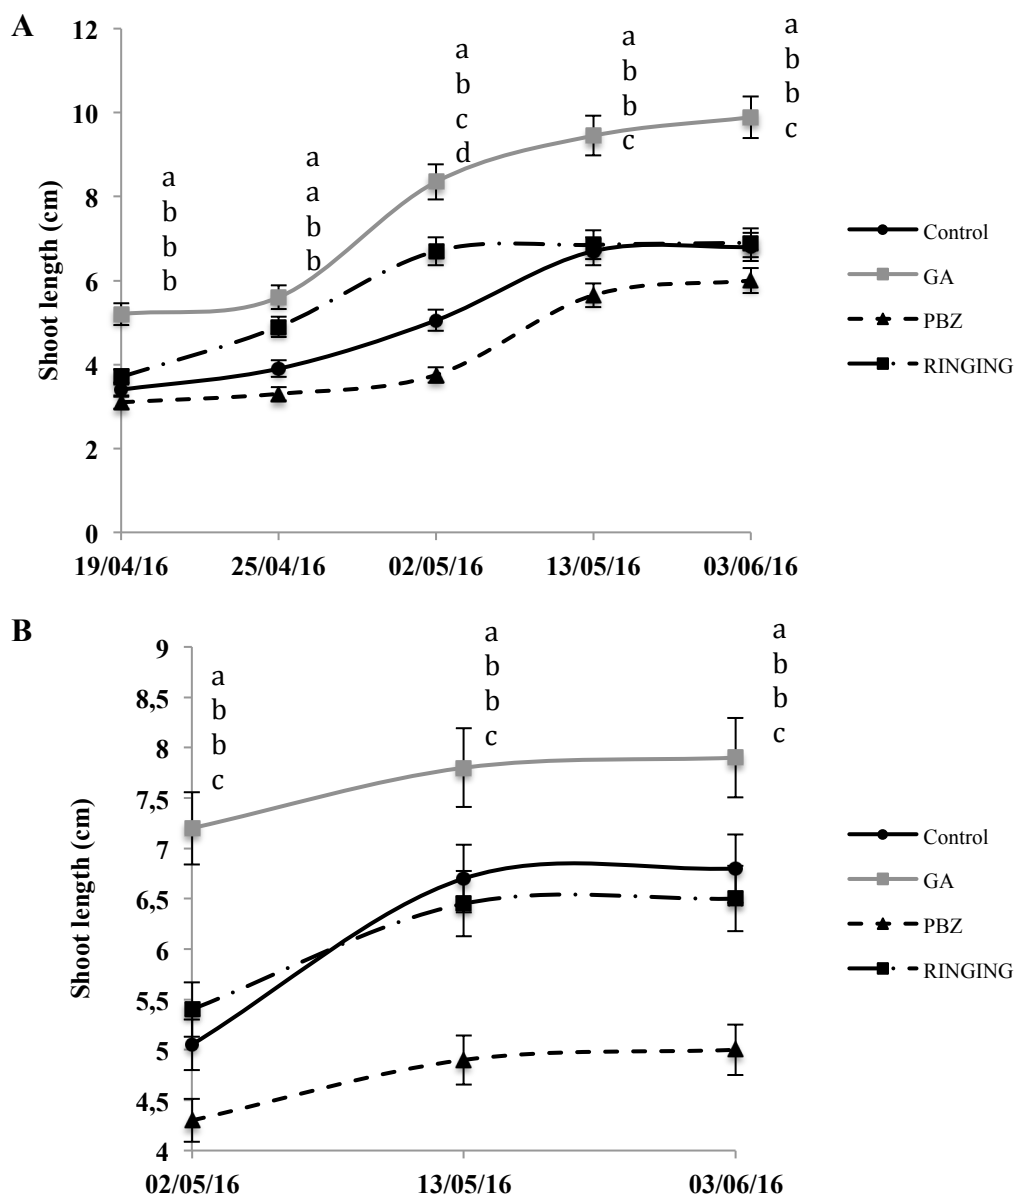 A
Shoot length (cm)
12
10
8
6
4
2
0
a
b
b
b
a
a
b
b
a
b
c
d
a
b
b
c
a
b
b
c
19/04/16 25/04/16 02/05/16 13/05/16 03/06/16
Control
GA
PBZ
RINGING
B
Shoot length (cm)
9
8,5
8
7,5
7
6,5
6
5,5
5
4,5
4
a
b
b
c
a
b
b
c
a
b
b
c
02/05/16 13/05/16 03/06/16
Control
GA
PBZ
RINGING